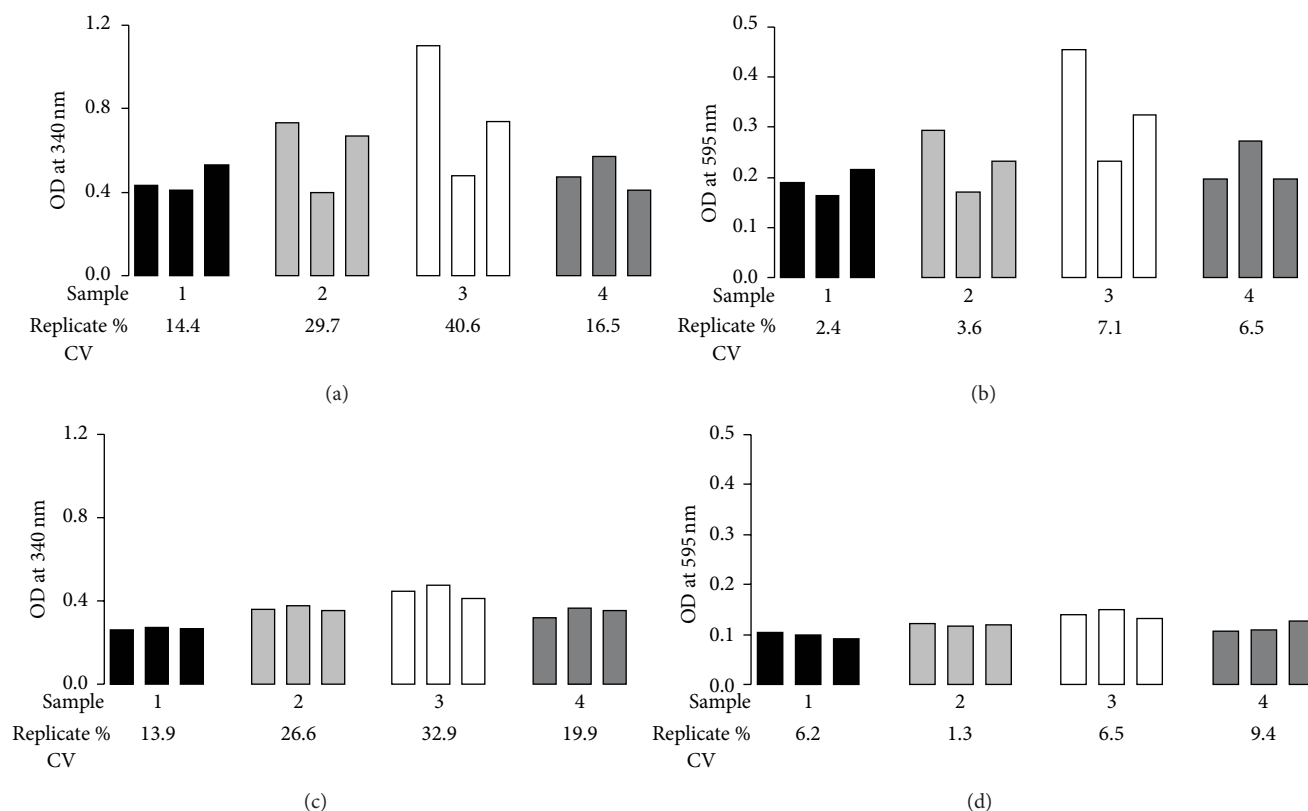 OD at 340 nm
1.2
0.8
0.4
0.0
Sample 1 2 3 4
Replicate % 14.4 29.7 40.6 16.5
CV
(a)
OD at 595 nm
0.5
0.4
0.3
0.2
0.1
0.0
Sample 1 2 3 4
Replicate % 2.4 3.6 7.1 6.5
CV
(b)
OD at 340 nm
1.2
0.8
0.4
0.0
Sample 1 2 3 4
Replicate % 13.9 26.6 32.9 19.9
CV
(c)
OD at 595 nm
0.5
0.4
0.3
0.2
0.1
0.0
Sample 1 2 3 4
Replicate % 6.2 1.3 6.5 9.4
CV
(d)